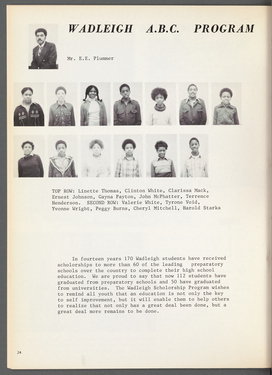 WADLEIGH A.B.C. PROGRAM
Mr. E.E. Plummer
TOP ROW: Linette Thomas, Clinton White, Clarissa Mack,
Ernest Johnson, Gayna Payton, John McPhatter, Terrence
Henderson. SECOND ROW: Valerie White, Tyrone Void,
Yvonne Wright, Peggy Burns, Cheryl Mitchell, Harold Starks
In fourteen years 170 Wadleigh students have received
scholarships to more than 60 of the leading preparatory
schools over the country to complete their high school
education. We are proud to say that now 112 students have
graduated from preparatory schools and 50 have graduated
from universities. The Wadleigh Scholarship Program wishes
to remind all youth that an education is not only the key
to self improvement, but it will enable them to help others
to realize that not only has a great deal been done, but a
great deal more remains to be done.
24